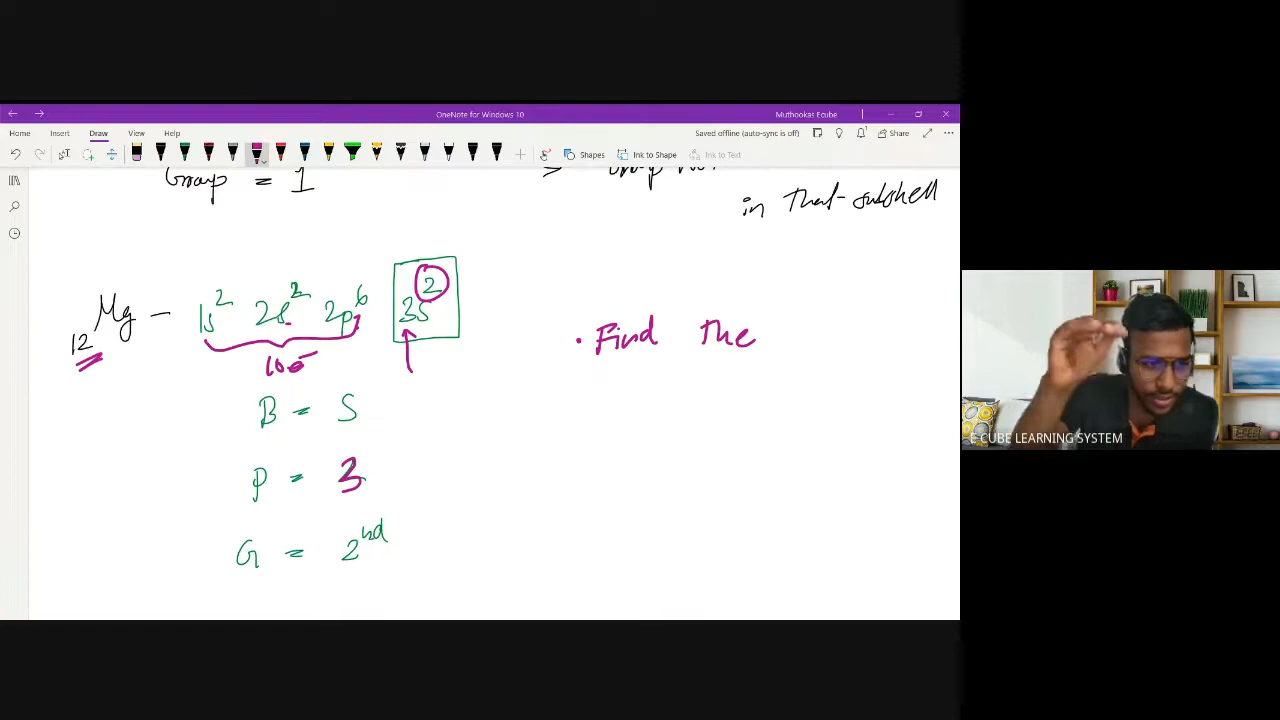 OneNote for Windows 10
Muthookas Ecube
Home Insert Draw View Help
Saved offline (auto-sync is off)
Share
Shapes
Ink to Shape
Ink to Text
Group = 1
in that subshell
12 Mg - 1s² 2s² 2p⁶ 3s²
10e⁻
B = S
P = 3
G = 2nd
• Find The
E CUBE LEARNING SYSTEM